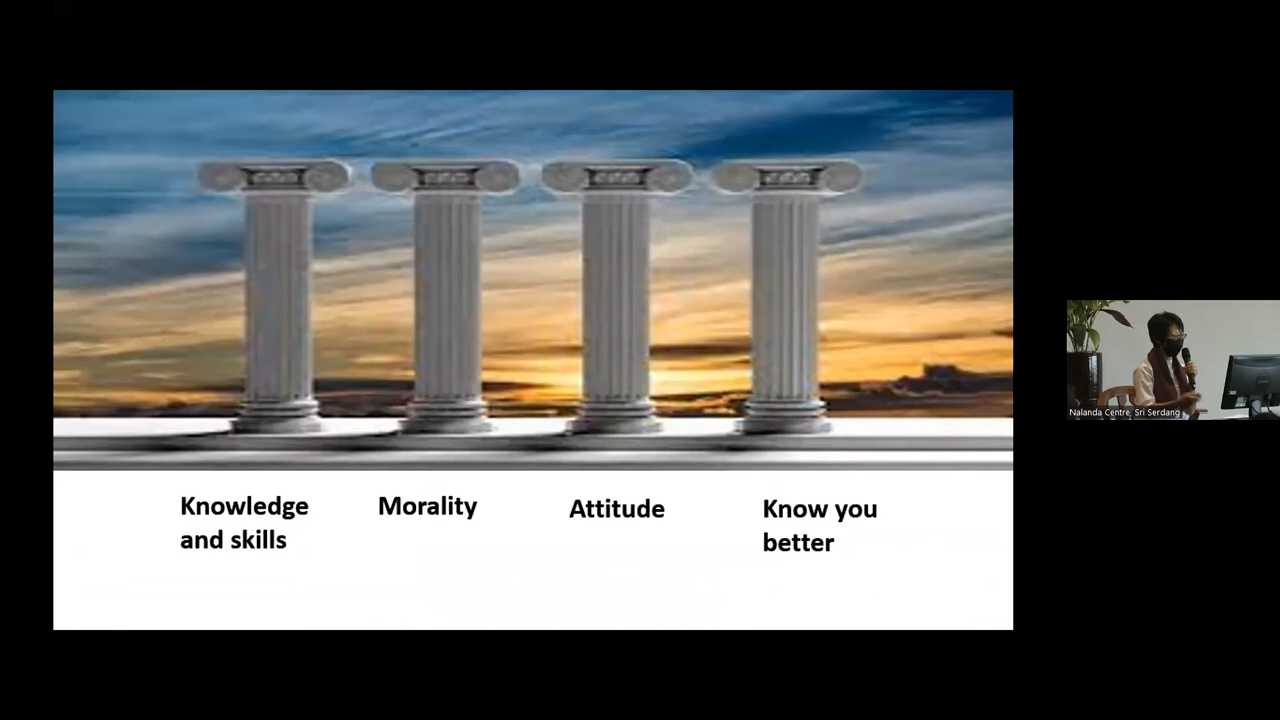 Knowledge
and skills
Morality
Attitude
Know you
better
Nalanda Centre, Sri Serdang